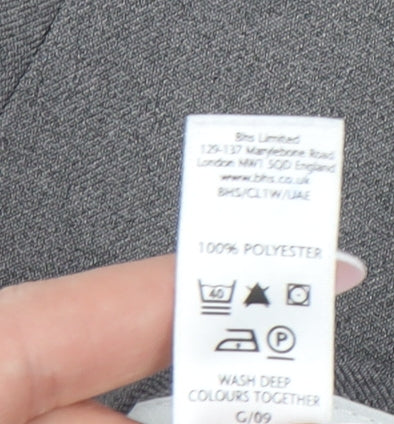 Bhs Limited
129-137 Marylebone Road
London NW1 5QD England
www.bhs.co.uk
BHS/CL1W/UAE
100% POLYESTER
40
P
WASH DEEP
COLOURS TOGETHER
G/09